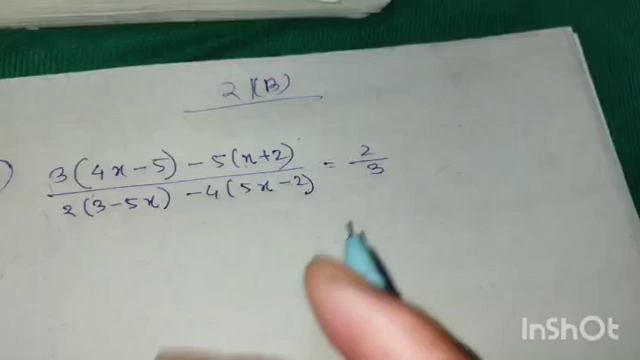 2 (B)
) 3(4x-5) - 5(x+2) / 2(3-5x) - 4(5x-2) = 2/3
InShOt